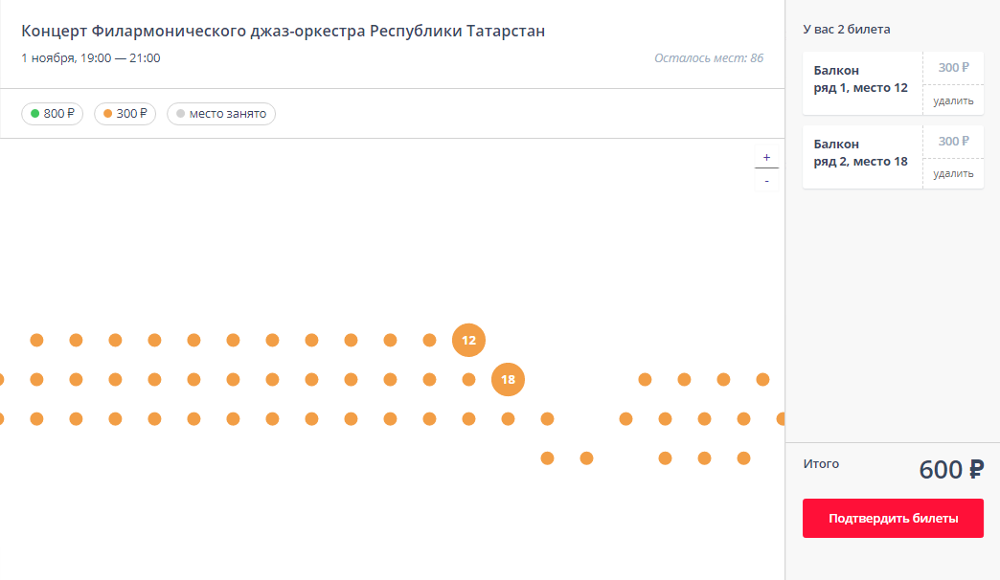 Концерт Филармонического джаз-оркестра Республики Татарстан
1 ноября, 19:00 — 21:00
Осталось мест: 86
800 ₽
300 ₽
место занято
+
-
12
18
У вас 2 билета
Балкон
ряд 1, место 12
300 ₽
удалить
Балкон
ряд 2, место 18
300 ₽
удалить
Итого
600 ₽
Подтвердить билеты